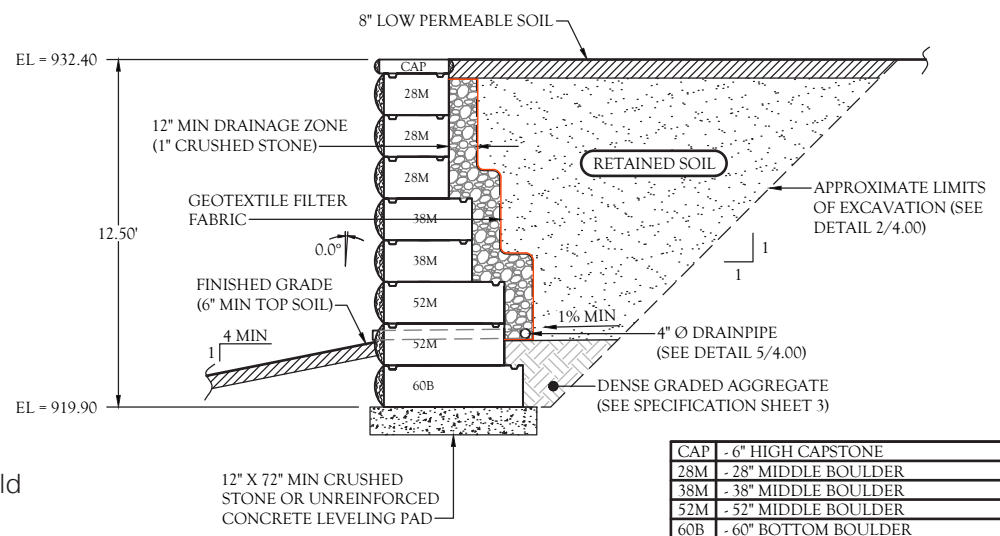 8" LOW PERMEABLE SOIL
EL = 932.40
CAP
28M
12" MIN DRAINAGE ZONE
(1" CRUSHED STONE)
28M
RETAINED SOIL
28M
GEOTEXTILE FILTER
FABRIC
APPROXIMATE LIMITS
OF EXCAVATION (SEE
DETAIL 2/4.00)
38M
12.50'
0.0°
38M
1
1
FINISHED GRADE
(6" MIN TOP SOIL)
52M
1% MIN
4" Ø DRAINPIPE
(SEE DETAIL 5/4.00)
4 MIN
1
52M
60B
DENSE GRADED AGGREGATE
(SEE SPECIFICATION SHEET 3)
EL = 919.90
12" X 72" MIN CRUSHED
STONE OR UNREINFORCED
CONCRETE LEVELING PAD
ld
CAP - 6" HIGH CAPSTONE
28M - 28" MIDDLE BOULDER
38M - 38" MIDDLE BOULDER
52M - 52" MIDDLE BOULDER
60B - 60" BOTTOM BOULDER